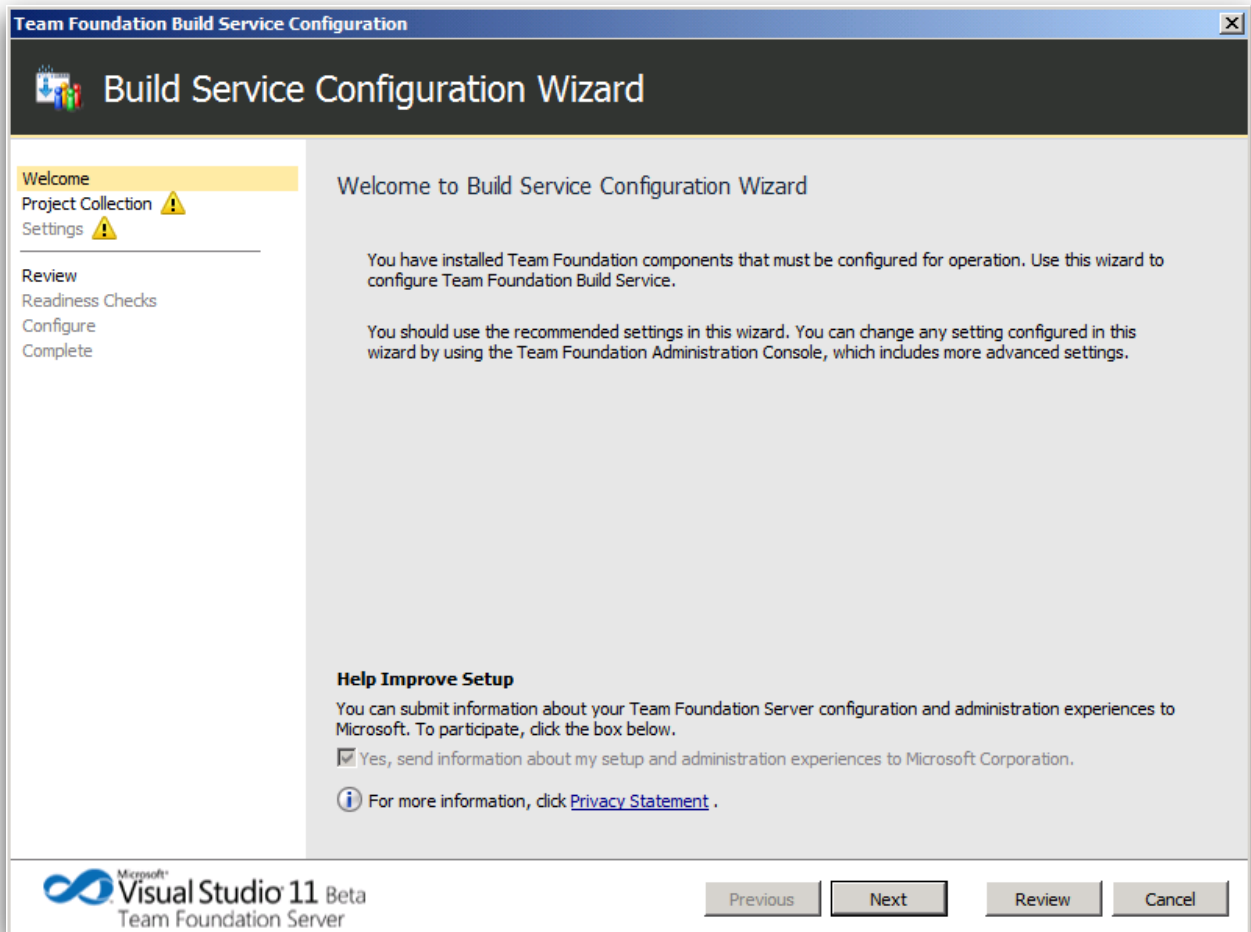 Team Foundation Build Service Configuration
Build Service Configuration Wizard
Welcome
Project Collection
Settings
Review
Readiness Checks
Configure
Complete
Welcome to Build Service Configuration Wizard
You have installed Team Foundation components that must be configured for operation. Use this wizard to
configure Team Foundation Build Service.
You should use the recommended settings in this wizard. You can change any setting configured in this
wizard by using the Team Foundation Administration Console, which includes more advanced settings.
Help Improve Setup
You can submit information about your Team Foundation Server configuration and administration experiences to
Microsoft. To participate, click the box below.
Yes, send information about my setup and administration experiences to Microsoft Corporation.
For more information, click Privacy Statement .
Microsoft®
Visual Studio® 11 Beta
Team Foundation Server
Previous
Next
Review
Cancel